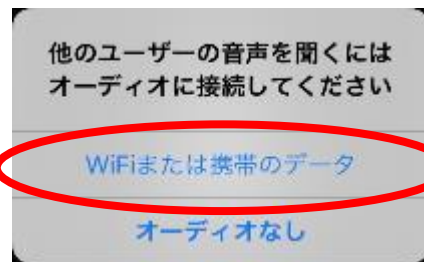 他のユーザーの音声を聞くには
オーディオに接続してください
WiFiまたは携帯のデータ
オーディオなし